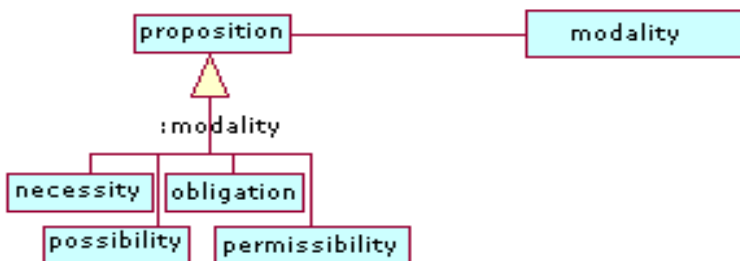 proposition
modality
:modality
necessity
obligation
possibility
permissibility